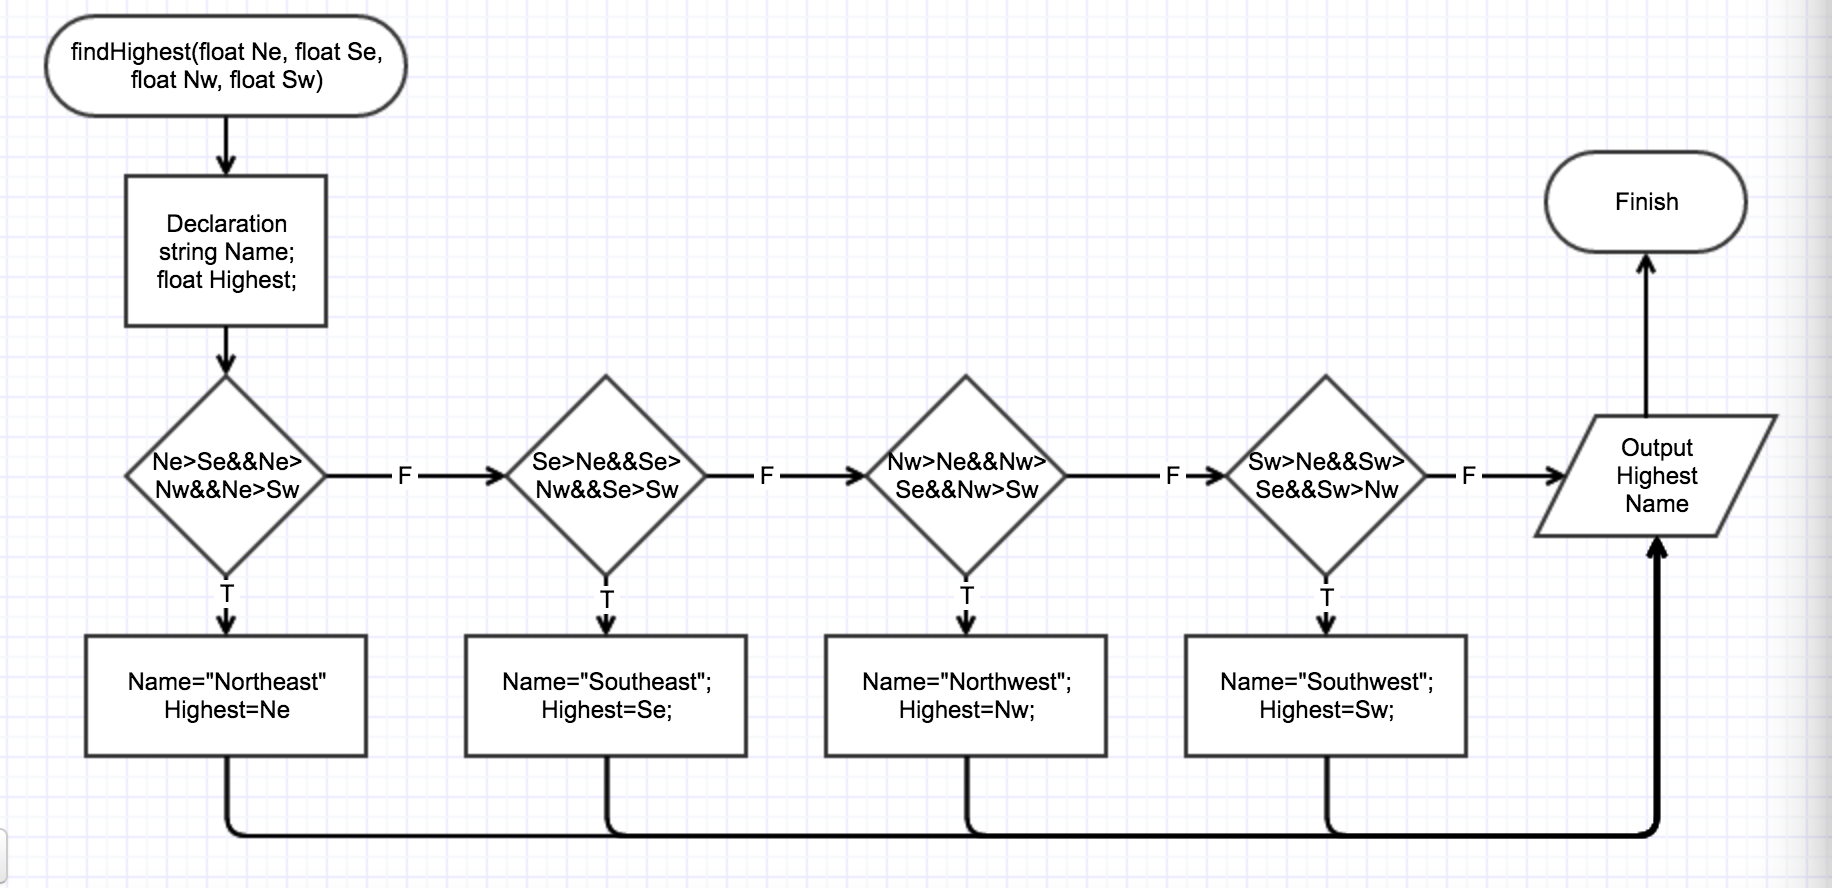 findHighest(float Ne, float Se,
float Nw, float Sw)
Declaration
string Name;
float Highest;
Finish
Ne>Se&&Ne>
Nw&&Ne>Sw
F
Se>Ne&&Se>
Nw&&Se>Sw
F
Nw>Ne&&Nw>
Se&&Nw>Sw
F
Sw>Ne&&Sw>
Se&&Sw>Nw
F
Output
Highest
Name
T
T
T
T
Name="Northeast"
Highest=Ne
Name="Southeast";
Highest=Se;
Name="Northwest";
Highest=Nw;
Name="Southwest";
Highest=Sw;